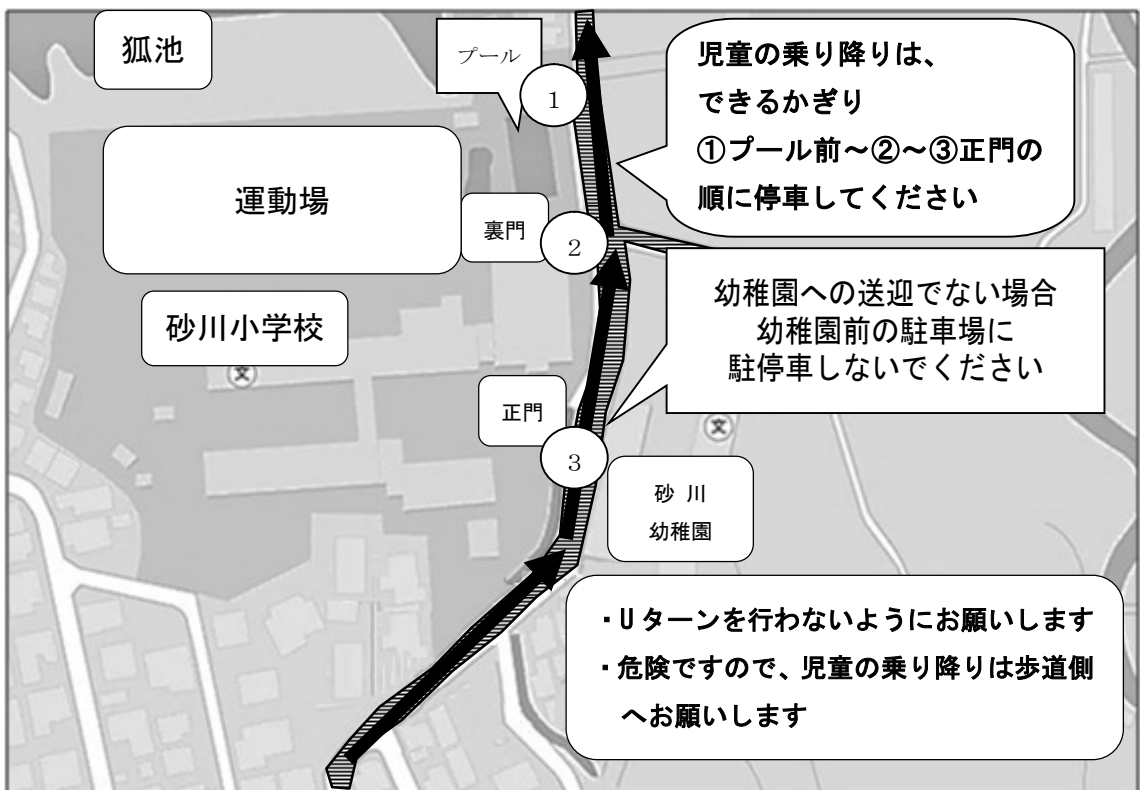 狐池
プール
1
児童の乗り降りは、
できるかぎり
①プール前～②～③正門の
順に停車してください
運動場
裏門
2
幼稚園への送迎でない場合
幼稚園前の駐車場に
駐停車しないでください
砂川小学校
文
正門
文
3
砂 川
幼稚園
・Uターンを行わないようにお願いします
・危険ですので、児童の乗り降りは歩道側
へお願いします